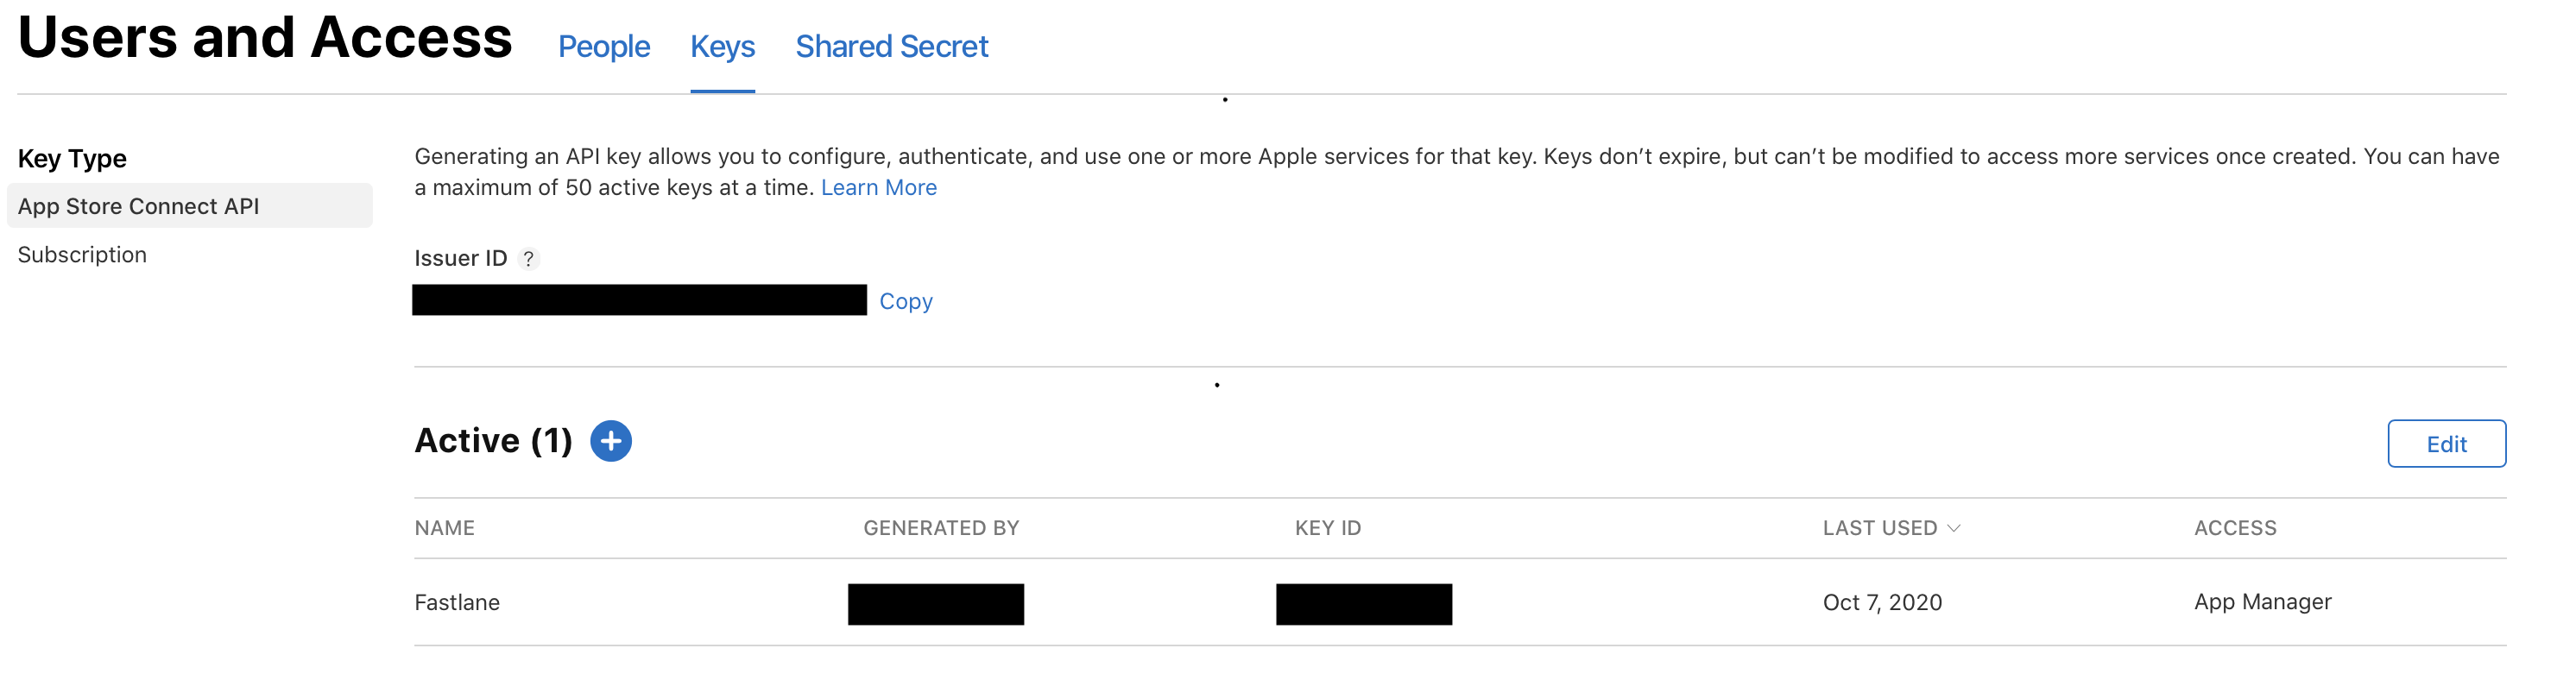 Users and Access People Keys Shared Secret
Key Type
App Store Connect API
Subscription
Generating an API key allows you to configure, authenticate, and use one or more Apple services for that key. Keys don’t expire, but can’t be modified to access more services once created. You can have
a maximum of 50 active keys at a time. Learn More
Issuer ID ?
Copy
Active (1) +
Edit
NAME GENERATED BY KEY ID LAST USED ACCESS
Fastlane Oct 7, 2020 App Manager